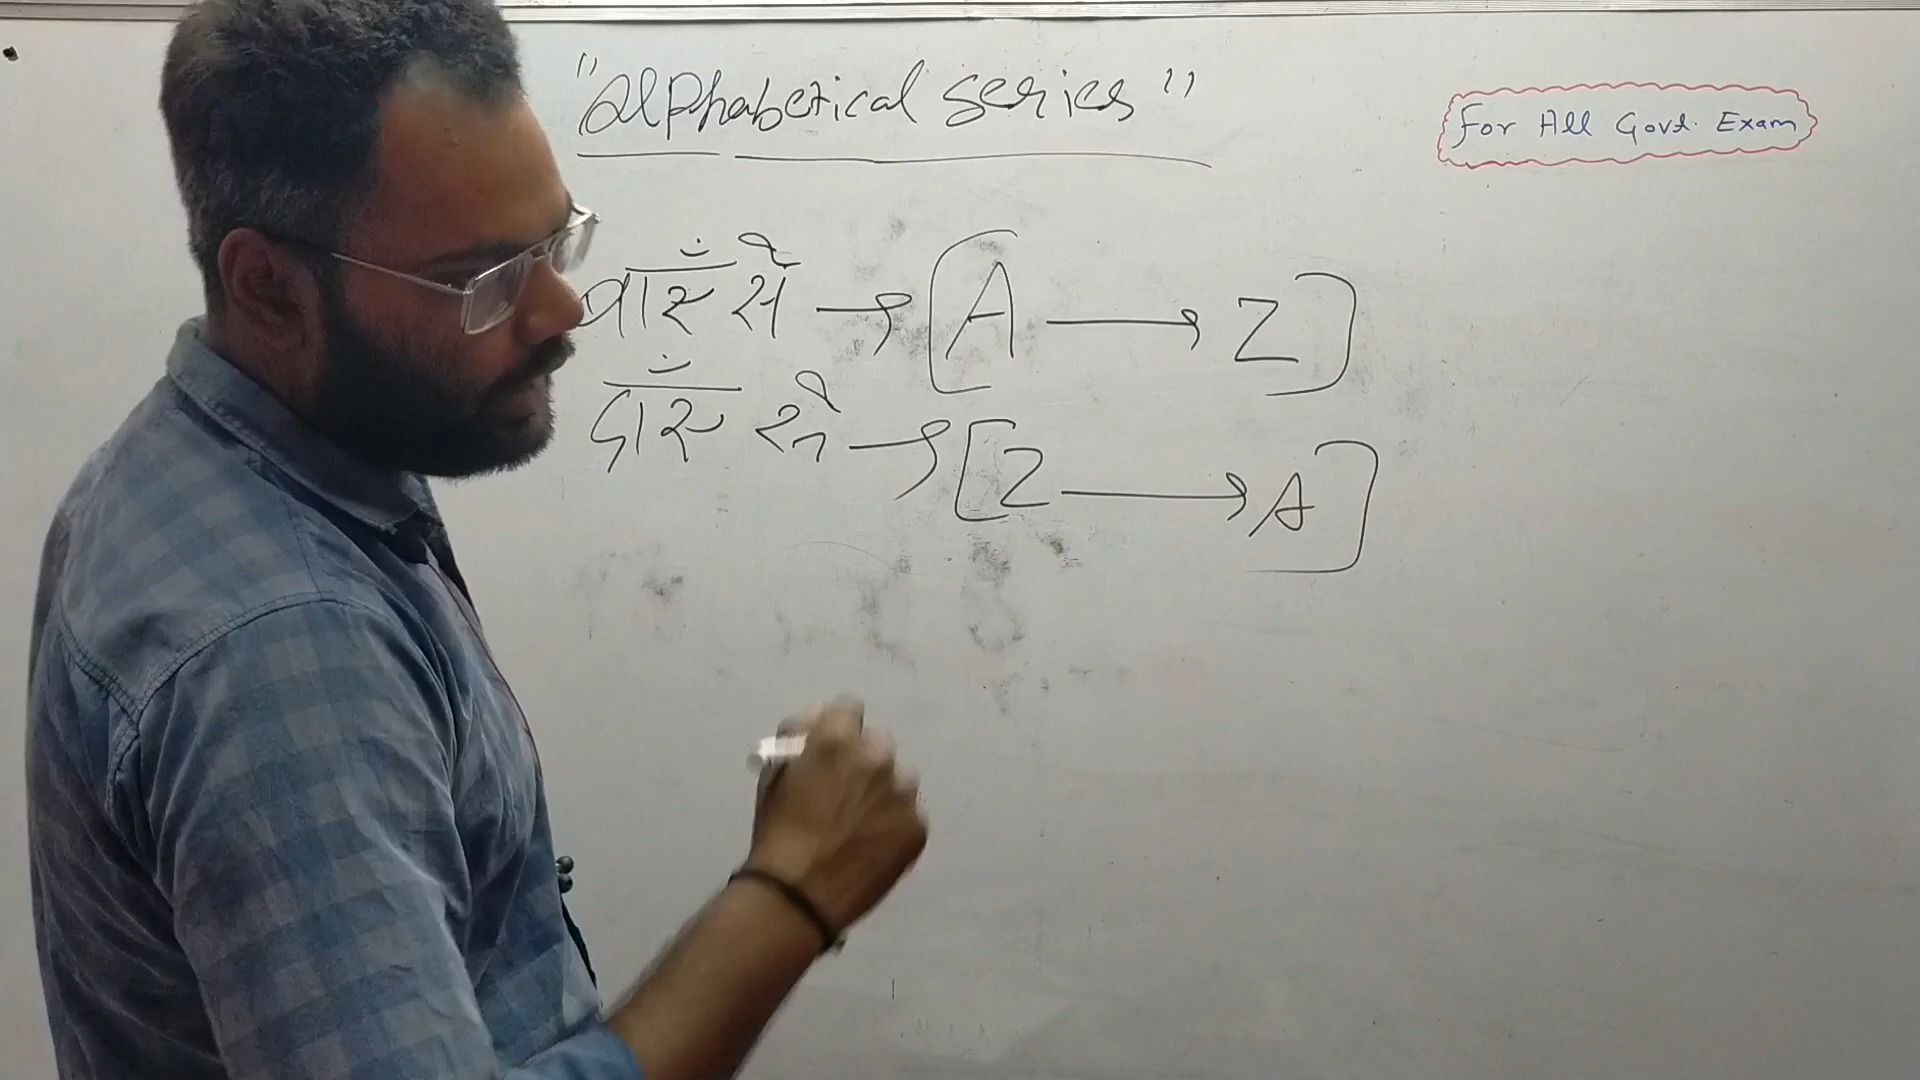 "Alphabetical series"
For All Govt. Exam
बाएँ से → [A → Z]
दाएँ से → [Z → A]